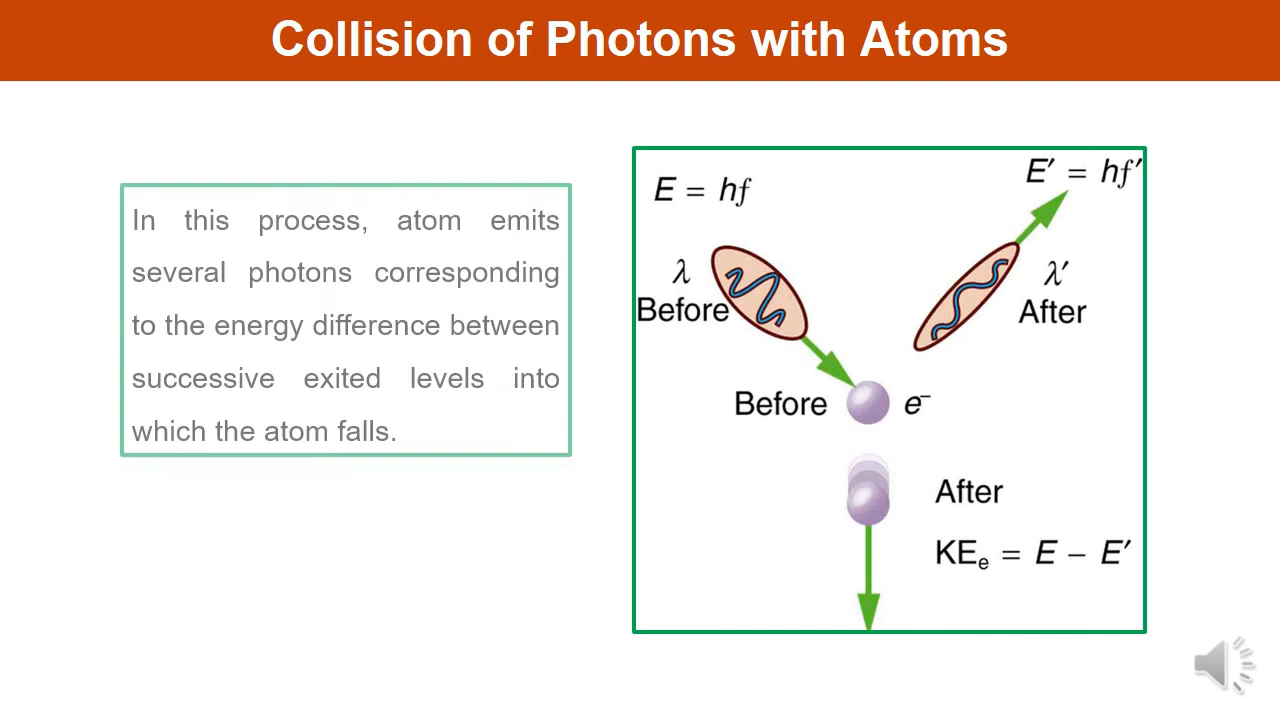 Collision of Photons with Atoms
In this process, atom emits
several photons corresponding
to the energy difference between
successive exited levels into
which the atom falls.
E = hf
E′ = hf′
λ
Before
λ′
After
Before
e⁻
After
KEₑ = E − E′